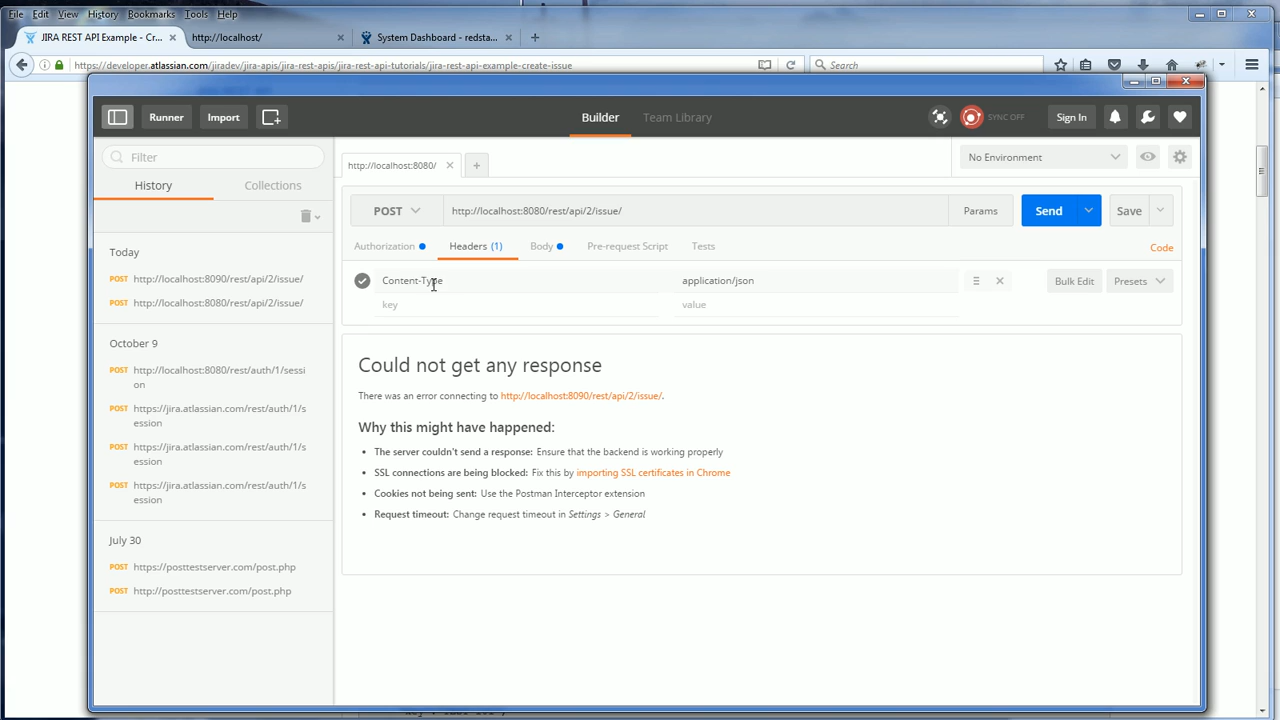 File Edit View History Bookmarks Tools Help
JIRA REST API Example - Cr... http://localhost/ System Dashboard - redsta...
https://developer.atlassian.com/jiradev/jira-apis/jira-rest-apis/jira-rest-api-tutorials/jira-rest-api-example-create-issue Search
Runner Import Builder Team Library SYNC OFF Sign In
Filter
History Collections
Today
POST http://localhost:8090/rest/api/2/issue/
POST http://localhost:8080/rest/api/2/issue/
October 9
POST http://localhost:8080/rest/auth/1/sessi
on
POST https://jira.atlassian.com/rest/auth/1/s
ession
POST https://jira.atlassian.com/rest/auth/1/s
ession
POST https://jira.atlassian.com/rest/auth/1/s
ession
July 30
POST https://posttestserver.com/post.php
POST http://posttestserver.com/post.php
http://localhost:8080/ No Environment
POST http://localhost:8080/rest/api/2/issue/ Params Send Save
Authorization Headers (1) Body Pre-request Script Tests Code
Content-Type application/json Bulk Edit Presets
key value
Could not get any response
There was an error connecting to http://localhost:8090/rest/api/2/issue/.
Why this might have happened:
• The server couldn't send a response: Ensure that the backend is working properly
• SSL connections are being blocked: Fix this by importing SSL certificates in Chrome
• Cookies not being sent: Use the Postman Interceptor extension
• Request timeout: Change request timeout in Settings > General